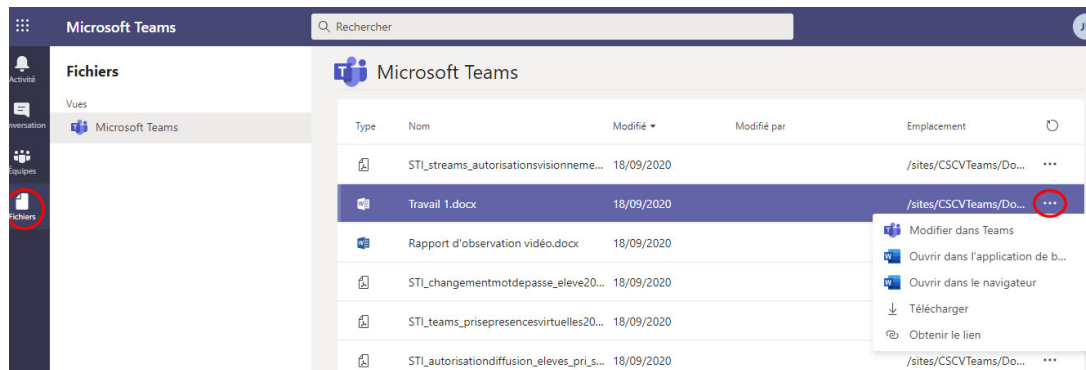 Microsoft Teams
Rechercher
Activité
nversation
Équipes
Fichiers
Fichiers
Vues
Microsoft Teams
Microsoft Teams
Type Nom Modifié Modifié par Emplacement
STI_streams_autorisationsvisionneme... 18/09/2020 /sites/CSCVTeams/Do... ...
Travail 1.docx 18/09/2020 /sites/CSCVTeams/Do... ...
Rapport d'observation vidéo.docx 18/09/2020
STI_changementmotdepasse_eleve20... 18/09/2020
STI_teams_prisepresencesvirtuelles20... 18/09/2020
STI_autorisationdiffusion_eleves_pri_s... 18/09/2020 /sites/CSCVTeams/Do... ...
Modifier dans Teams
Ouvrir dans l'application de b...
Ouvrir dans le navigateur
Télécharger
Obtenir le lien